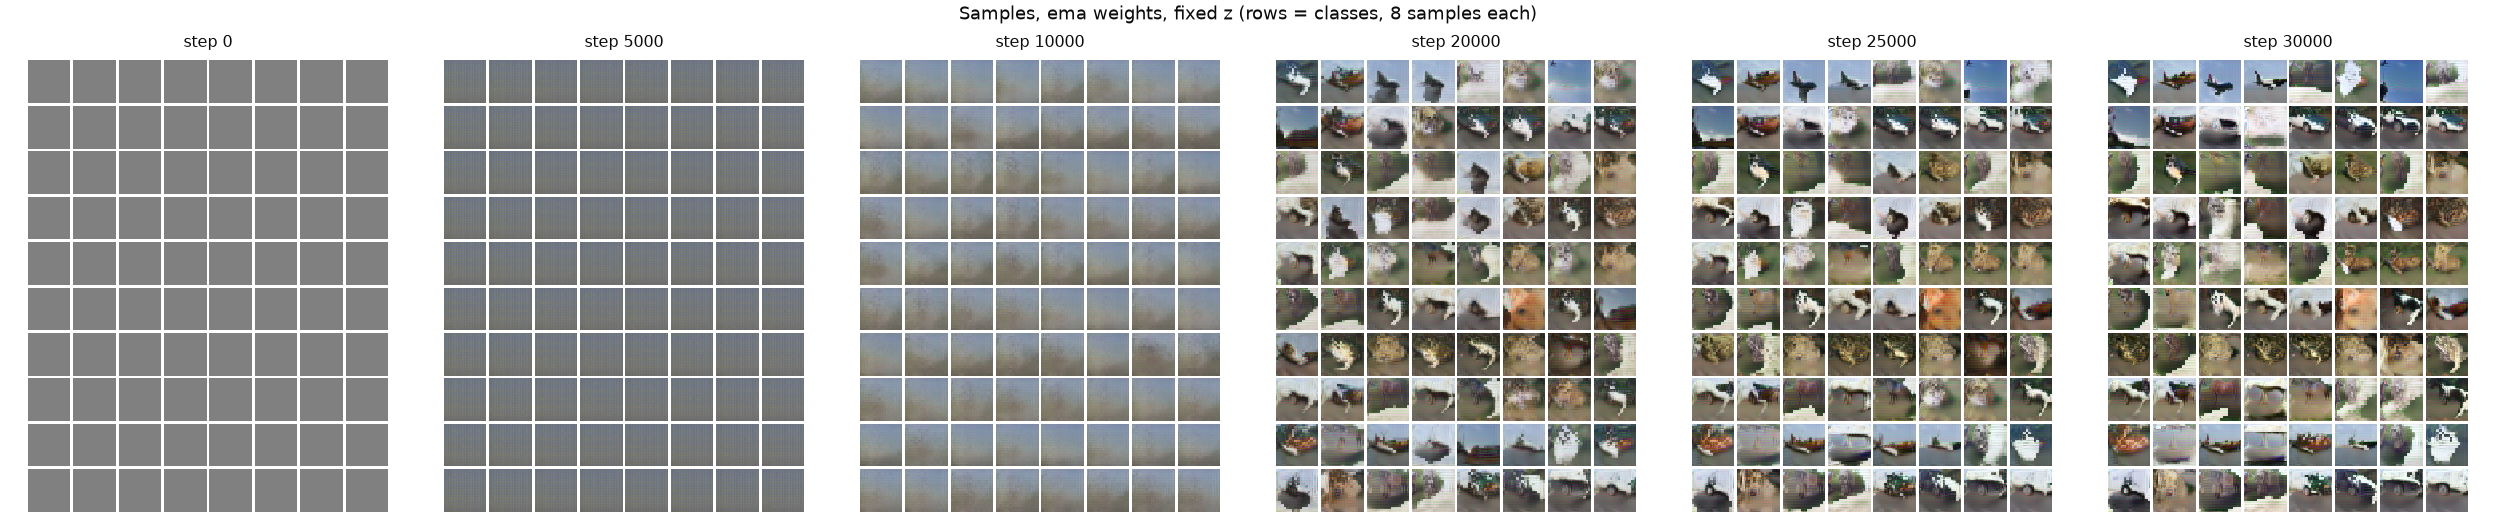 Samples, ema weights, fixed z (rows = classes, 8 samples each)
step 0
step 5000
step 10000
step 20000
step 25000
step 30000